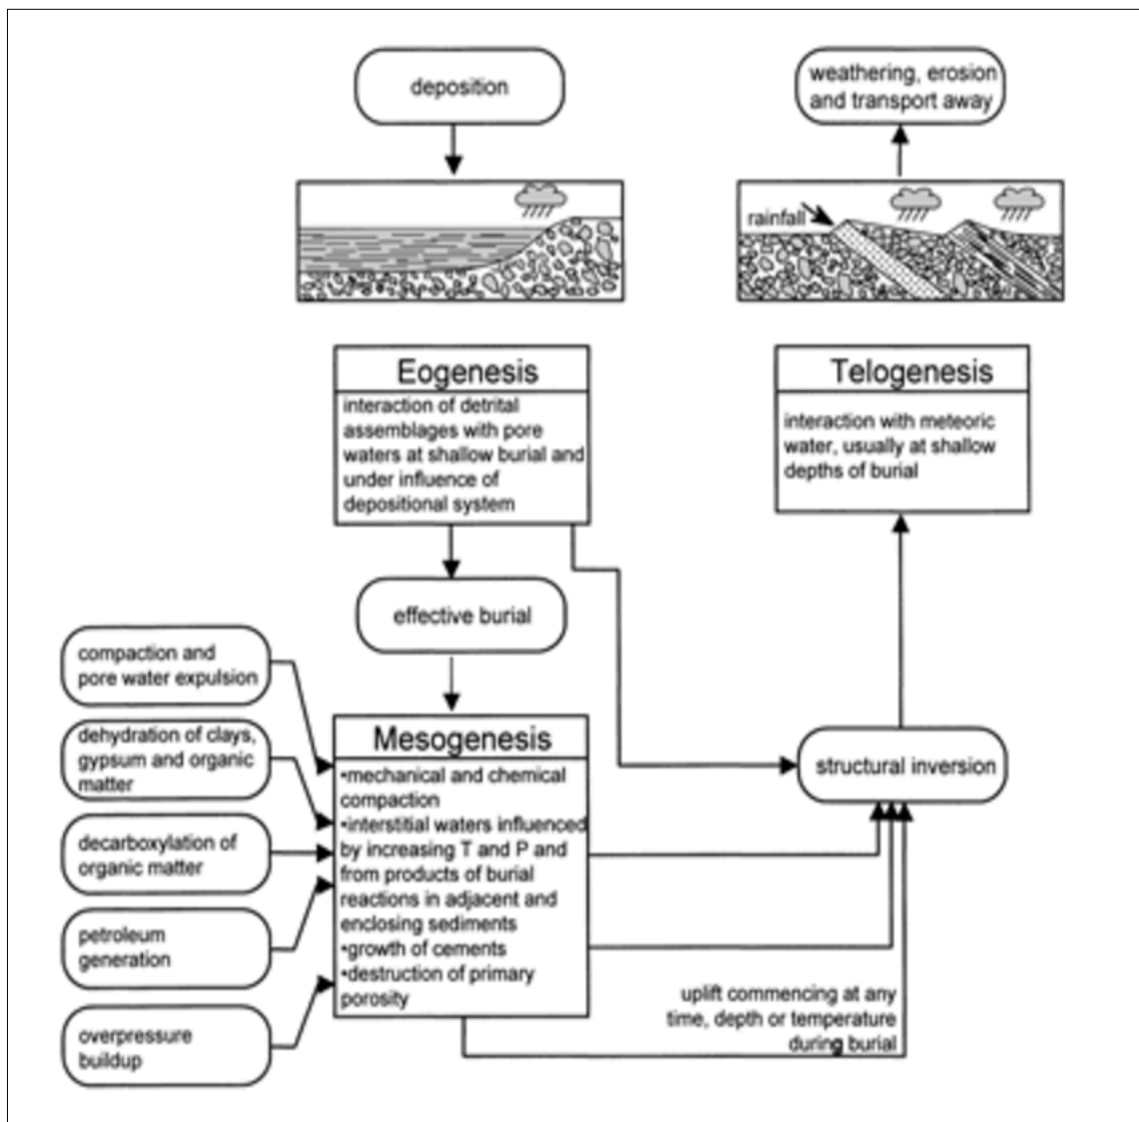 deposition
weathering, erosion
and transport away
rainfall
Eogenesis
interaction of detrital
assemblages with pore
waters at shallow burial and
under influence of
depositional system
Telogenesis
interaction with meteoric
water, usually at shallow
depths of burial
effective burial
compaction and
pore water expulsion
dehydration of clays,
gypsum and organic
matter
decarboxylation of
organic matter
petroleum
generation
overpressure
buildup
Mesogenesis
•mechanical and chemical
compaction
•interstitial waters influenced
by increasing T and P and
from products of burial
reactions in adjacent and
enclosing sediments
•growth of cements
•destruction of primary
porosity
structural inversion
uplift commencing at any
time, depth or temperature
during burial